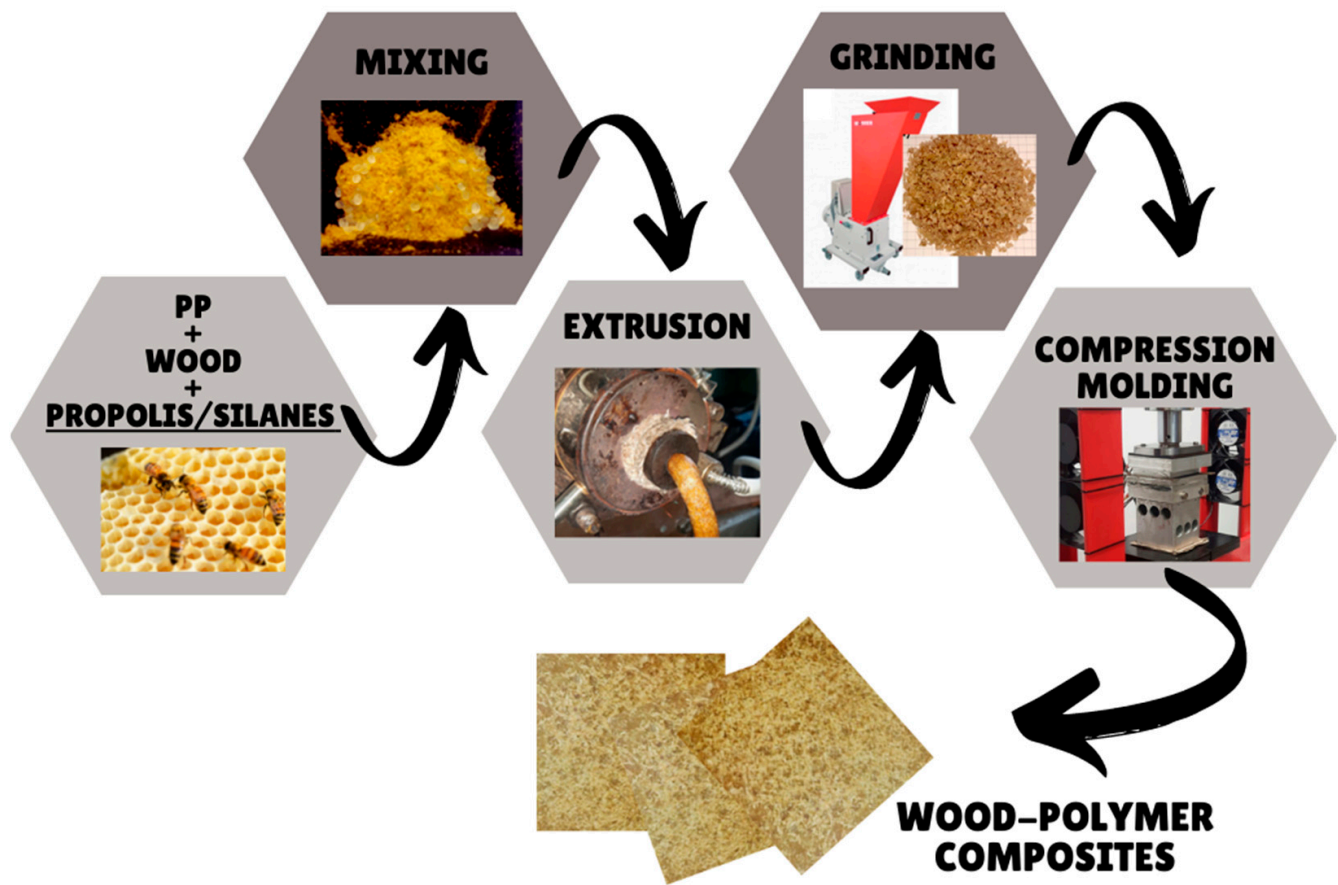 PP
+
WOOD
+
PROPOLIS/SILANES
MIXING
EXTRUSION
GRINDING
COMPRESSION
MOLDING
WOOD-POLYMER
COMPOSITES